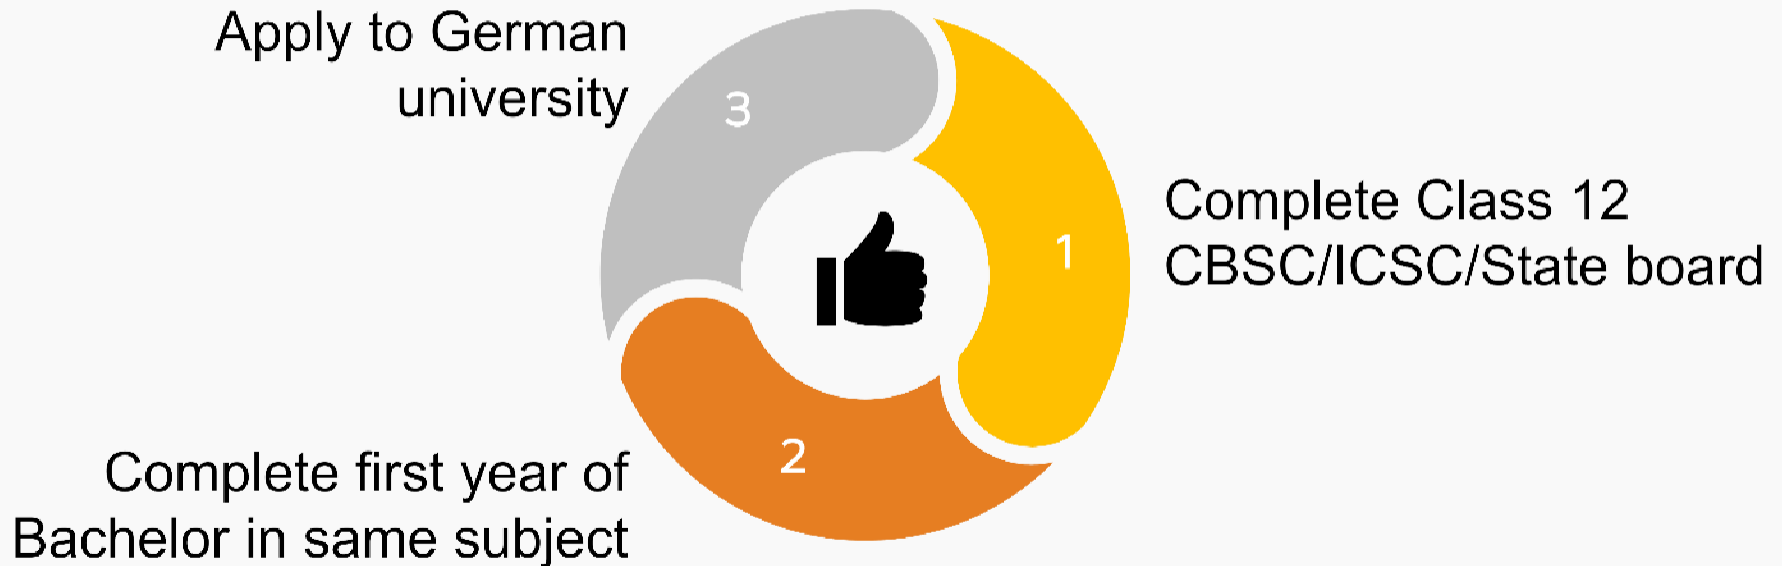 Apply to German
university
3
1
Complete Class 12
CBSC/ICSC/State board
2
Complete first year of
Bachelor in same subject